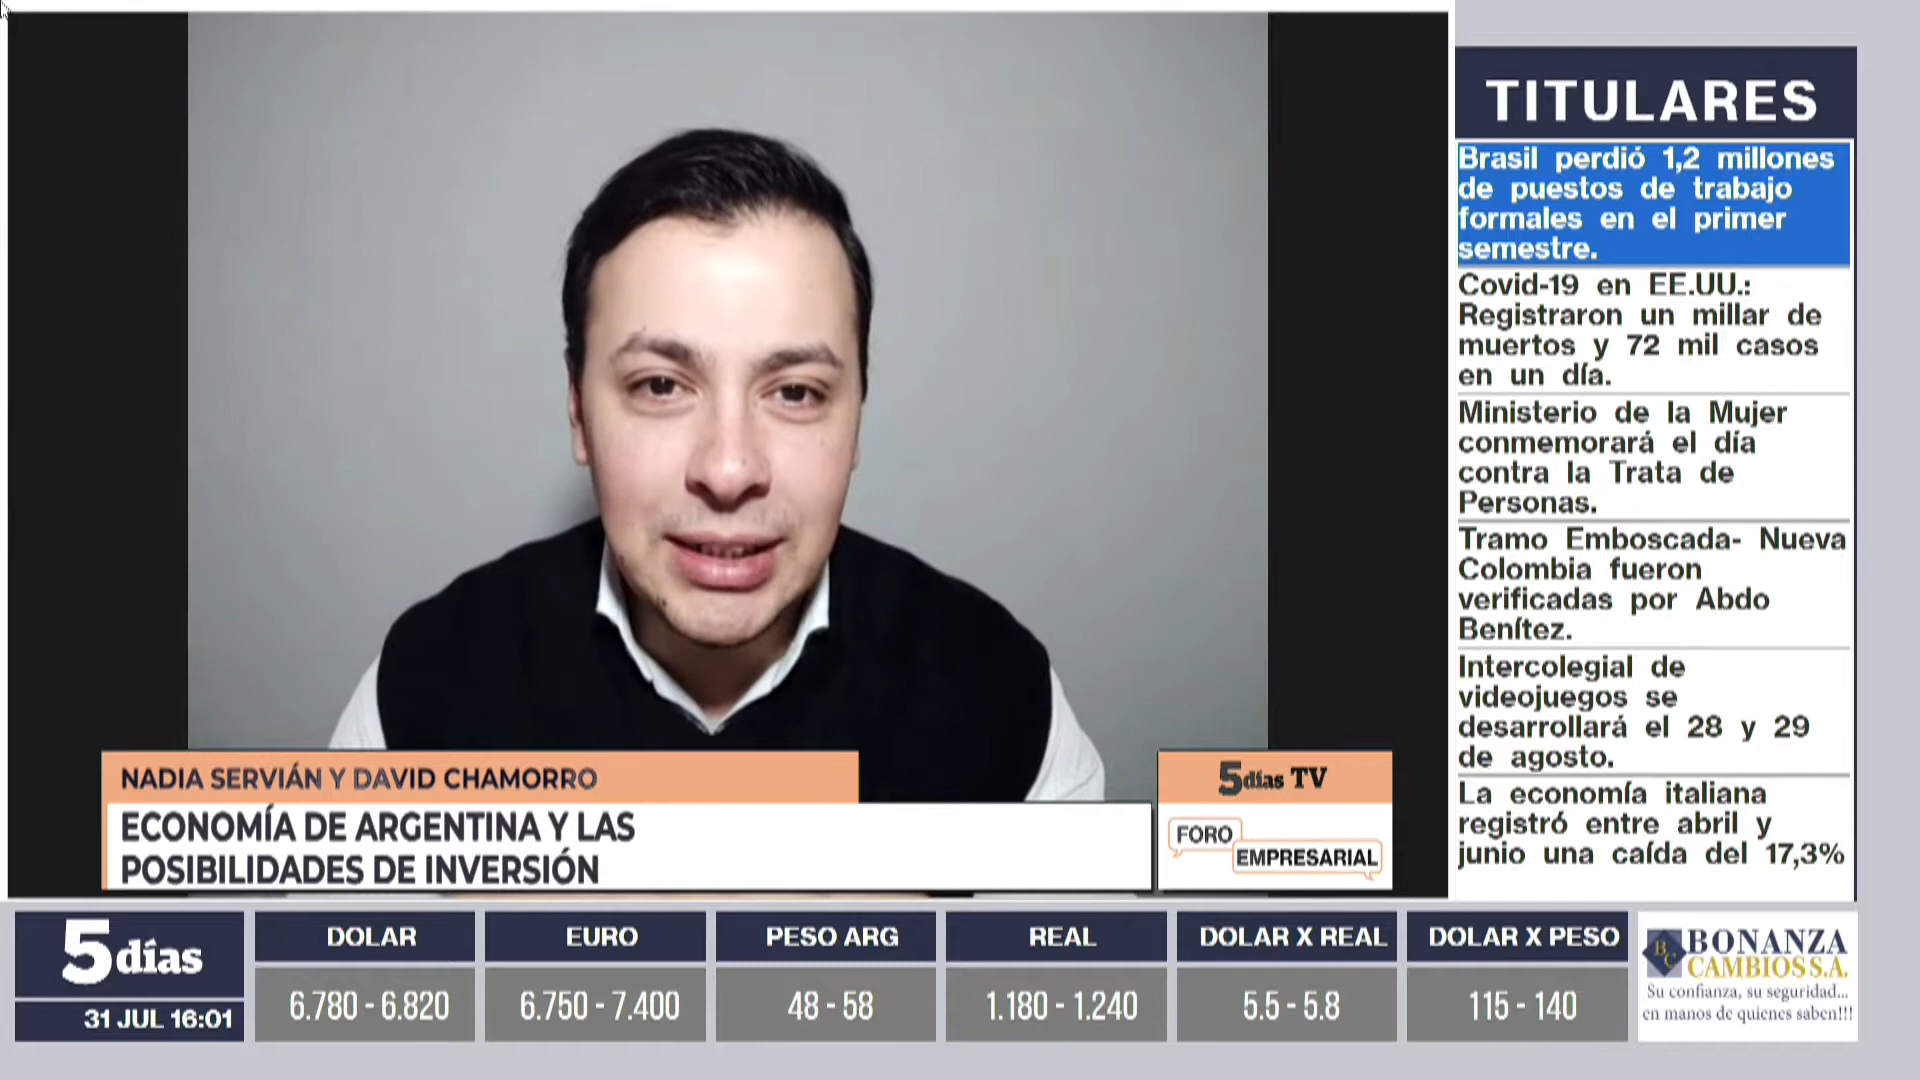 TITULARES
Brasil perdió 1,2 millones
de puestos de trabajo
formales en el primer
semestre.
Covid-19 en EE.UU.:
Registraron un millar de
muertos y 72 mil casos
en un día.
Ministerio de la Mujer
conmemorará el día
contra la Trata de
Personas.
Tramo Emboscada- Nueva
Colombia fueron
verificadas por Abdo
Benítez.
Intercolegial de
videojuegos se
desarrollará el 28 y 29
de agosto.
La economía italiana
registró entre abril y
junio una caída del 17,3%
NADIA SERVIÁN Y DAVID CHAMORRO
ECONOMÍA DE ARGENTINA Y LAS
POSIBILIDADES DE INVERSIÓN
5días TV
FORO
EMPRESARIAL
5días
31 JUL 16:01
DOLAR
6.780 - 6.820
EURO
6.750 - 7.400
PESO ARG
48 - 58
REAL
1.180 - 1.240
DOLAR X REAL
5.5 - 5.8
DOLAR X PESO
115 - 140
BC
BONANZA
CAMBIOS S.A.
Su confianza, su seguridad...
en manos de quienes saben!!!